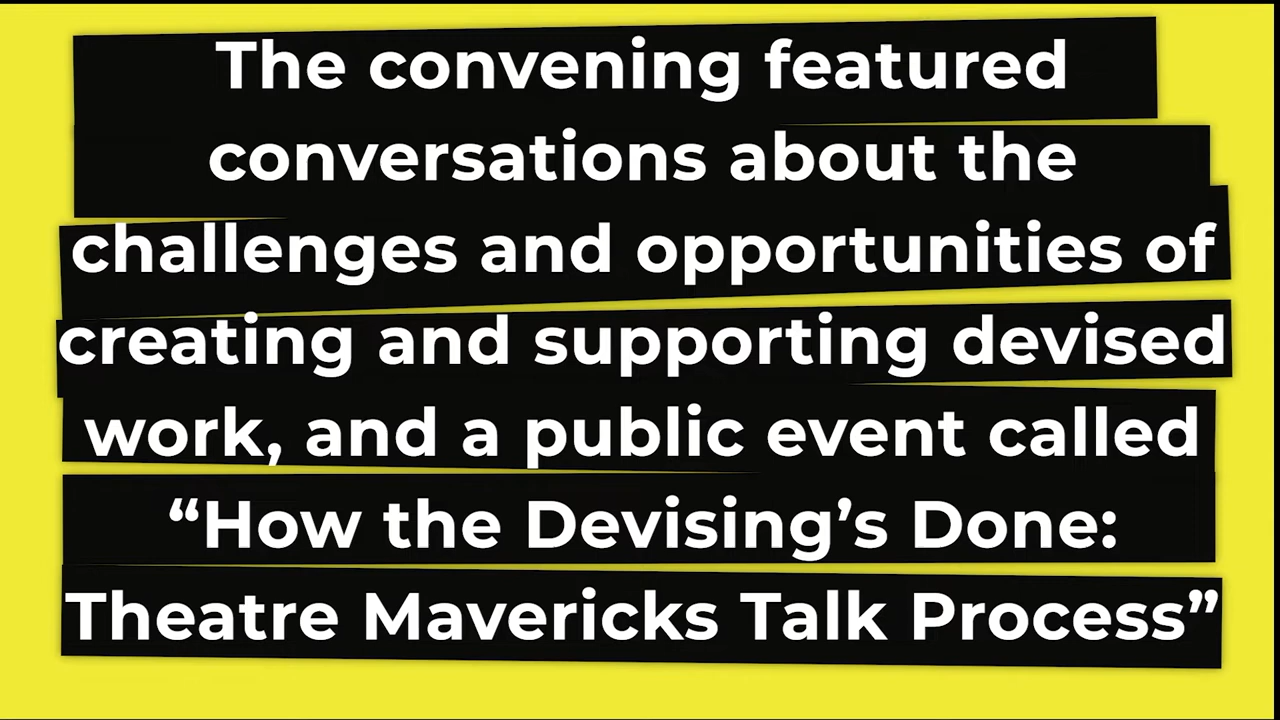 The convening featured
conversations about the
challenges and opportunities of
creating and supporting devised
work, and a public event called
“How the Devising’s Done:
Theatre Mavericks Talk Process”